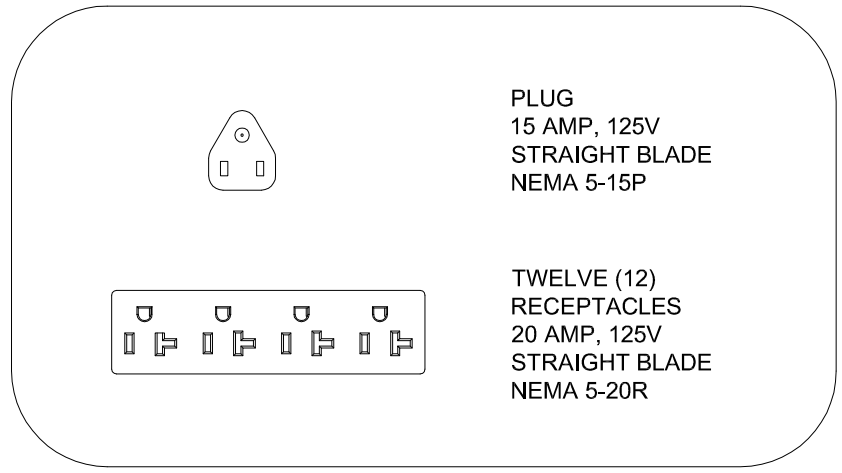 PLUG
15 AMP, 125V
STRAIGHT BLADE
NEMA 5-15P
TWELVE (12)
RECEPTACLES
20 AMP, 125V
STRAIGHT BLADE
NEMA 5-20R